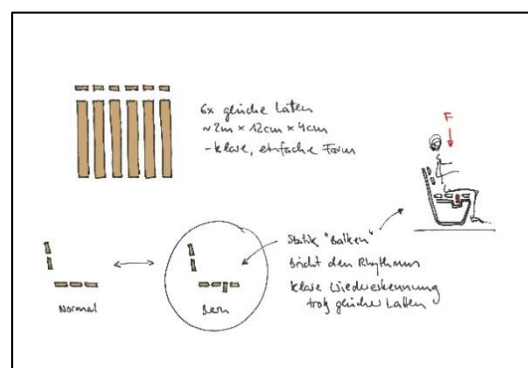 6x gleiche Latten
~2m × 12cm × 4cm
- klare, einfache Form
F
Statik "Balken"
bricht den Rhythmus
klare Wiedererkennung
trotz gleicher Latten
Normal
Bern